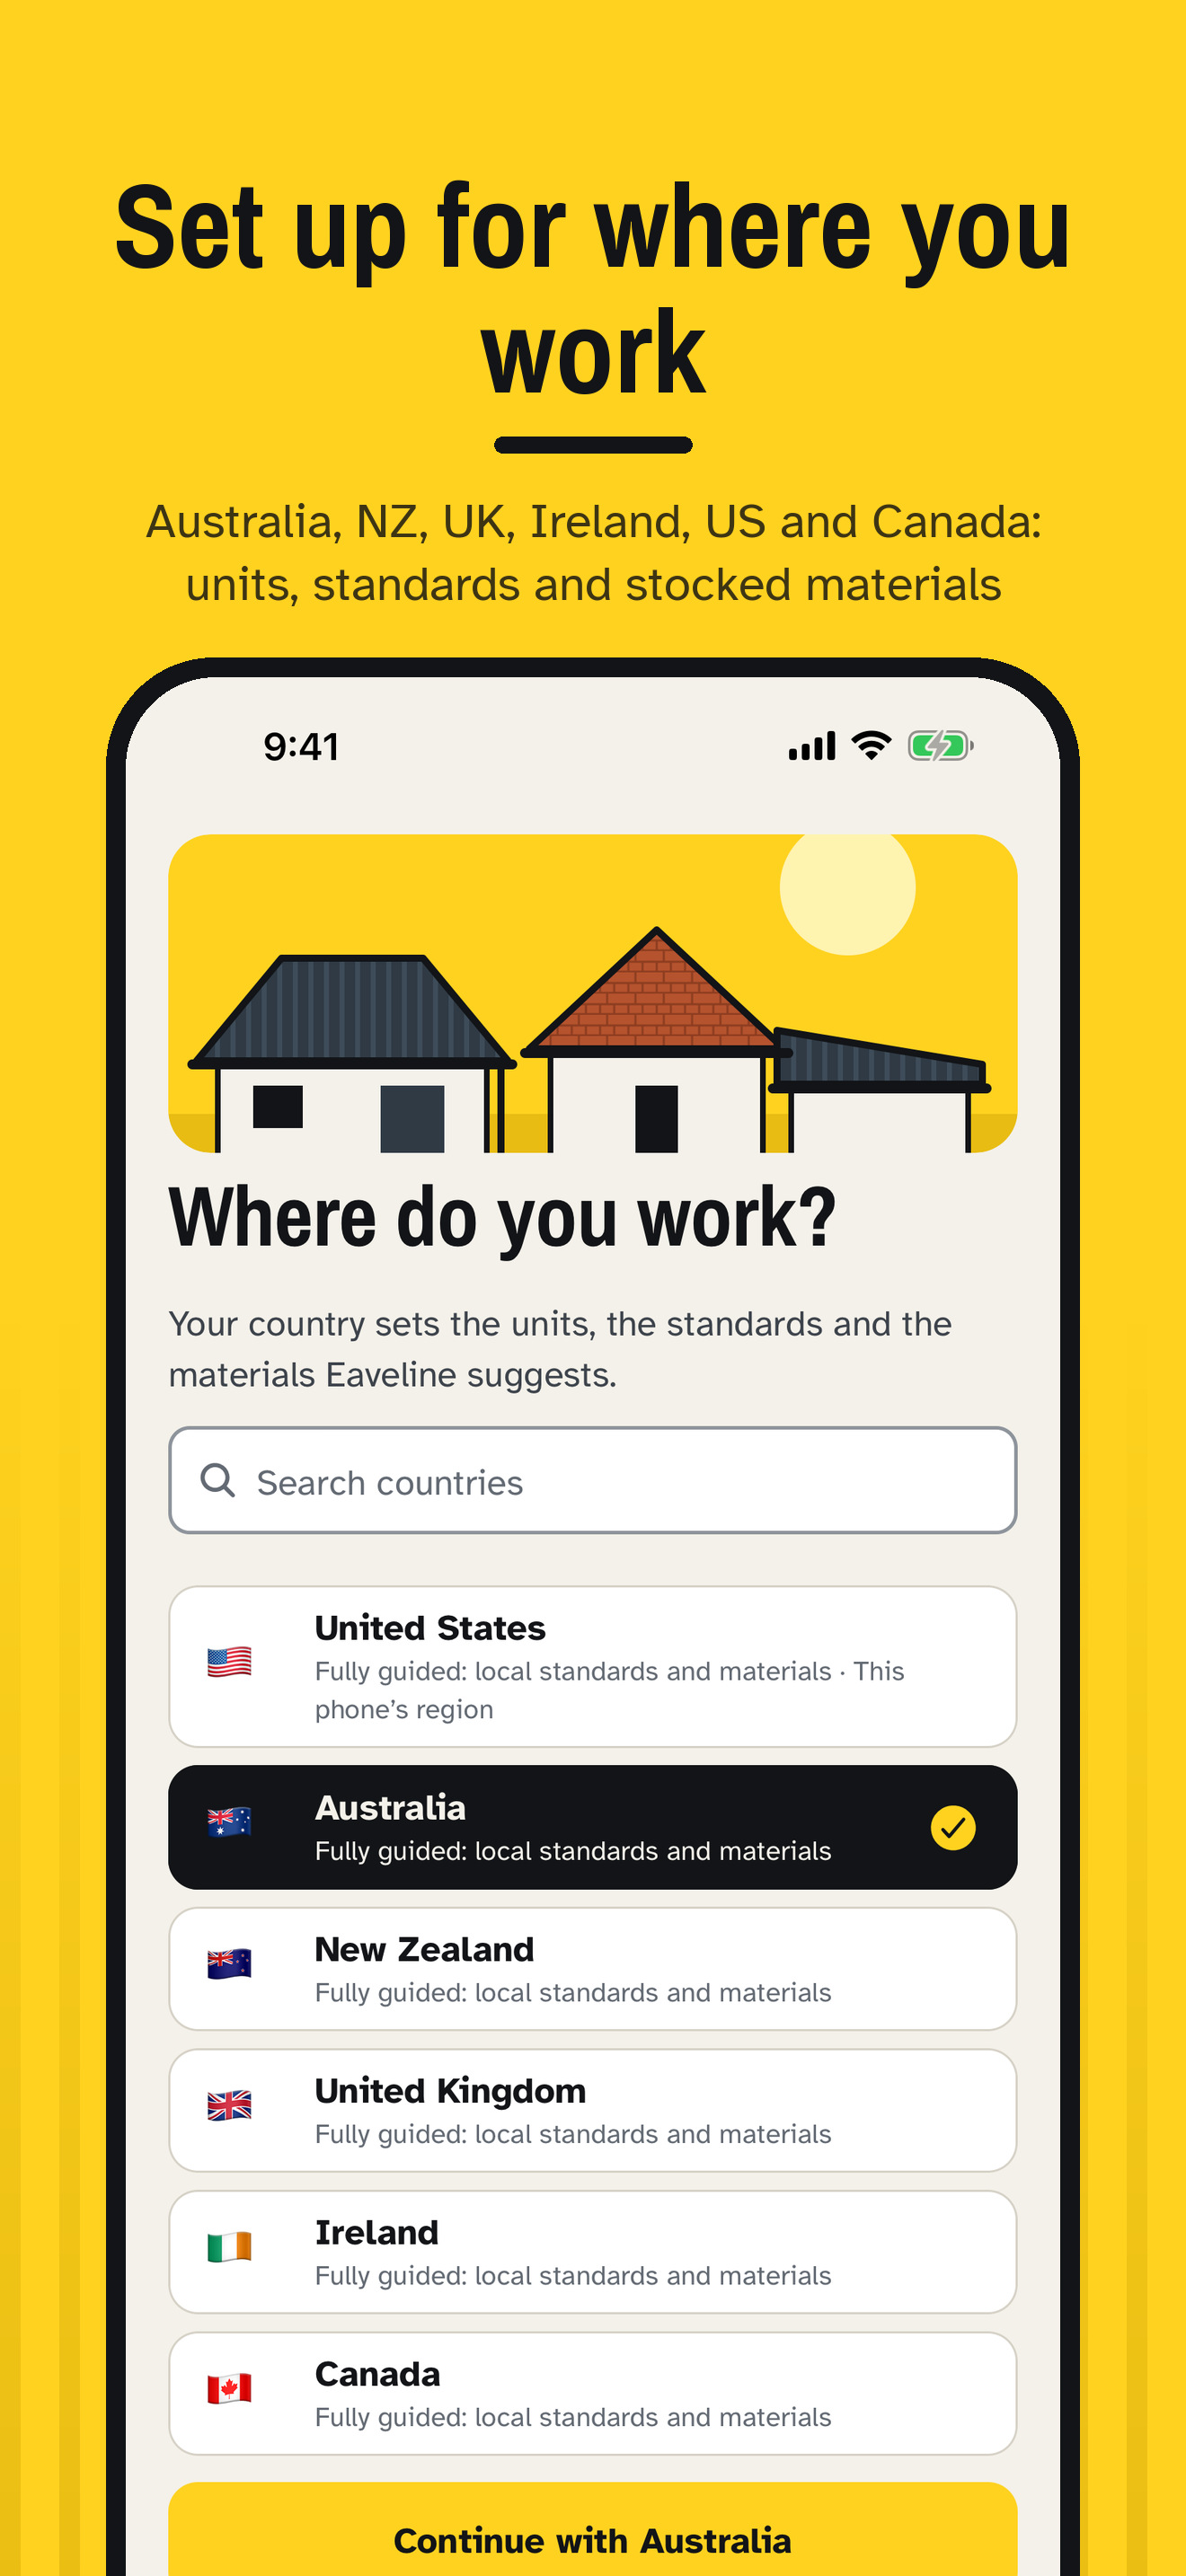 Set up for where you
work
Australia, NZ, UK, Ireland, US and Canada:
units, standards and stocked materials
9:41
Where do you work?
Your country sets the units, the standards and the
materials Eaveline suggests.
Search countries
United States
Fully guided: local standards and materials · This
phone’s region
Australia
Fully guided: local standards and materials
New Zealand
Fully guided: local standards and materials
United Kingdom
Fully guided: local standards and materials
Ireland
Fully guided: local standards and materials
Canada
Fully guided: local standards and materials
Continue with Australia